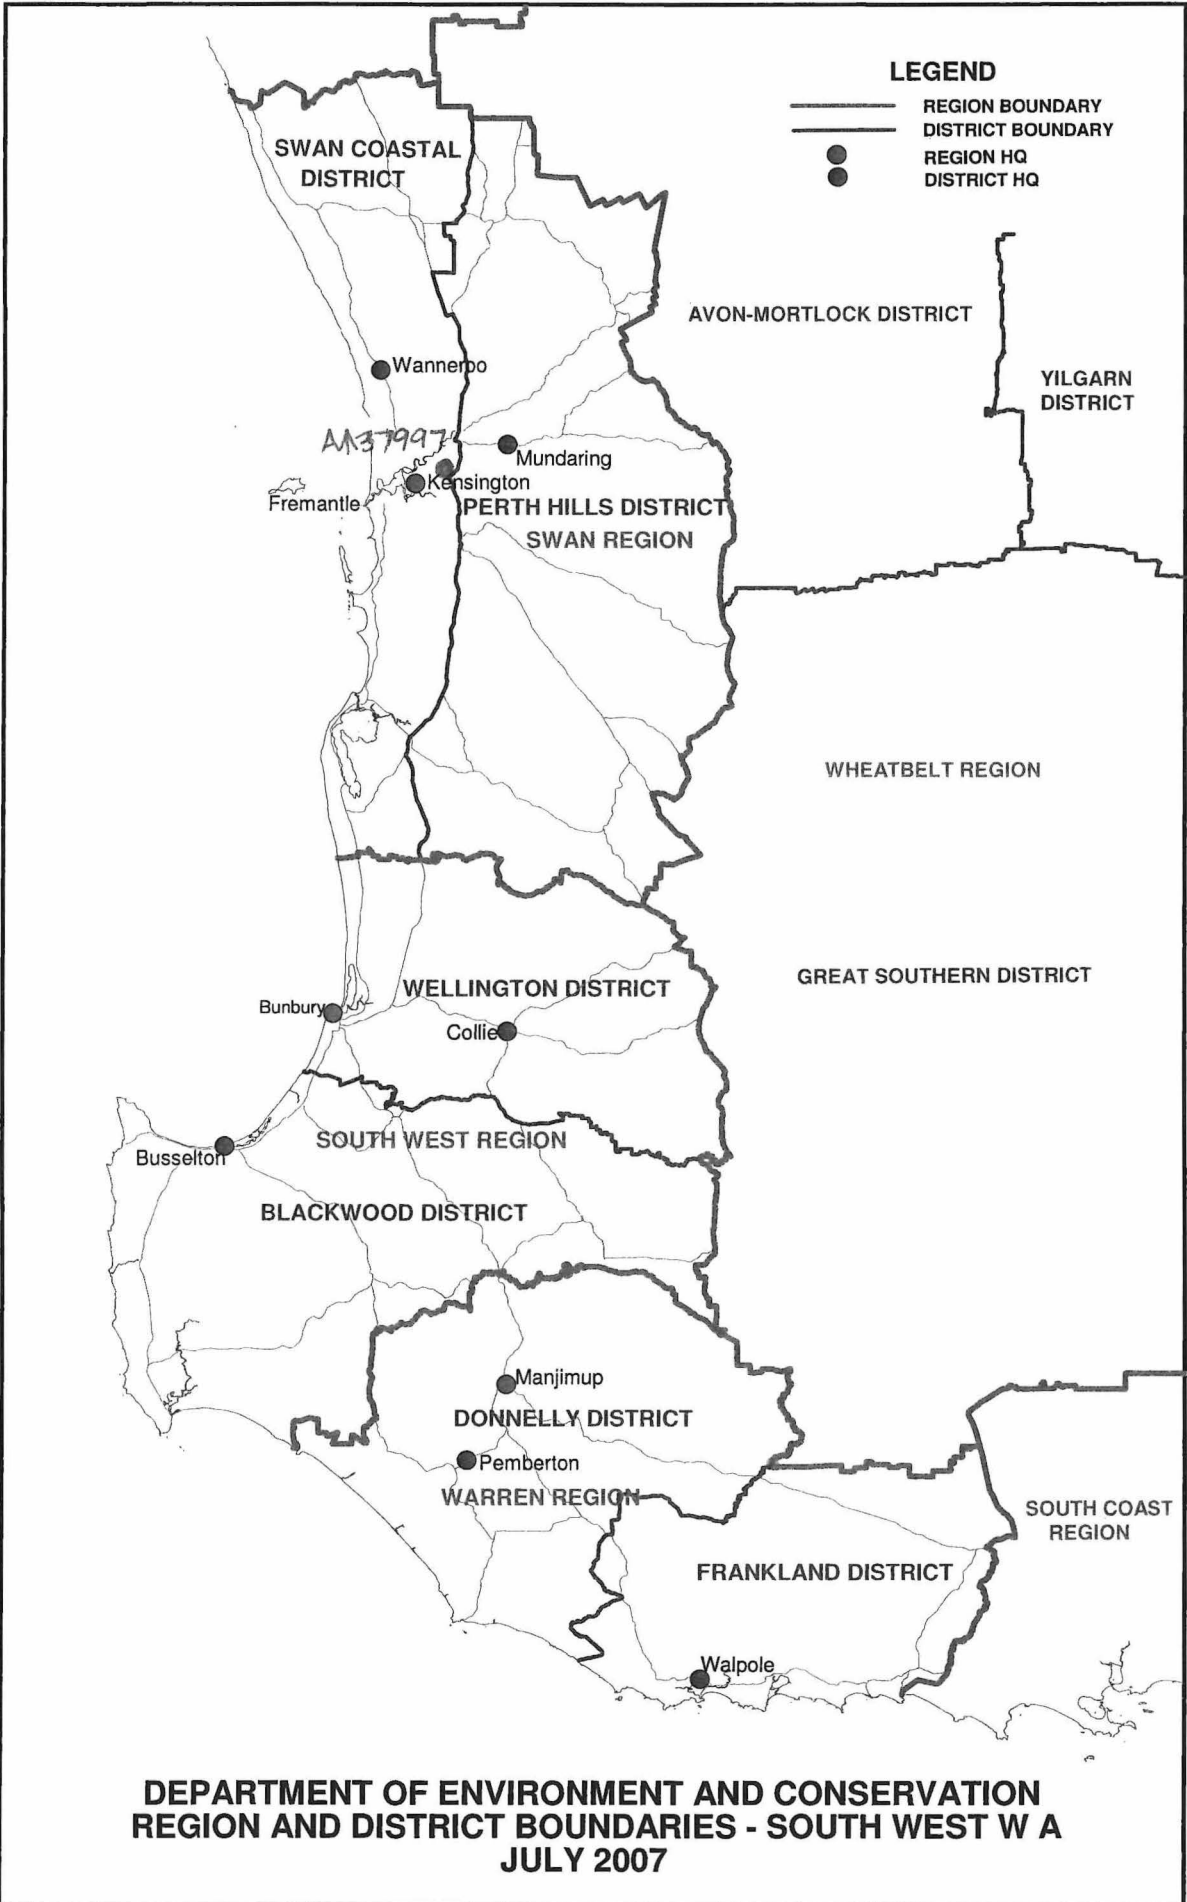 LEGEND
REGION BOUNDARY
DISTRICT BOUNDARY
REGION HQ
DISTRICT HQ
SWAN COASTAL
DISTRICT
AVON-MORTLOCK DISTRICT
YILGARN
DISTRICT
Wanneroo
Mundaring
Kensington
Fremantle
PERTH HILLS DISTRICT
SWAN REGION
WHEATBELT REGION
GREAT SOUTHERN DISTRICT
WELLINGTON DISTRICT
Bunbury
Collie
SOUTH WEST REGION
Busselton
BLACKWOOD DISTRICT
Manjimup
DONNELLY DISTRICT
Pemberton
WARREN REGION
SOUTH COAST
REGION
FRANKLAND DISTRICT
Walpole
DEPARTMENT OF ENVIRONMENT AND CONSERVATION
REGION AND DISTRICT BOUNDARIES - SOUTH WEST W A
JULY 2007